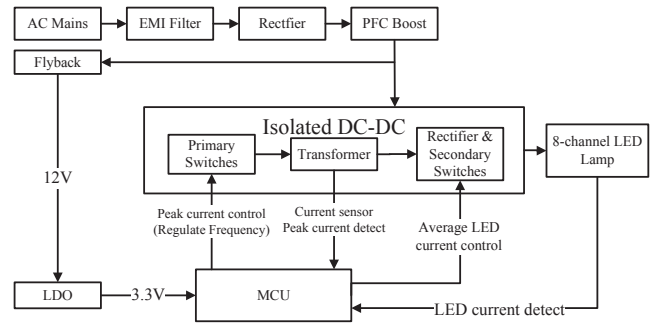 AC Mains
EMI Filter
Rectfier
PFC Boost
Flyback
Isolated DC-DC
Primary
Switches
Transformer
Rectifier &
Secondary
Switches
8-channel LED
Lamp
12V
Peak current control
(Regulate Frequency)
Current sensor
Peak current detect
Average LED
current control
LDO
3.3V
MCU
LED current detect